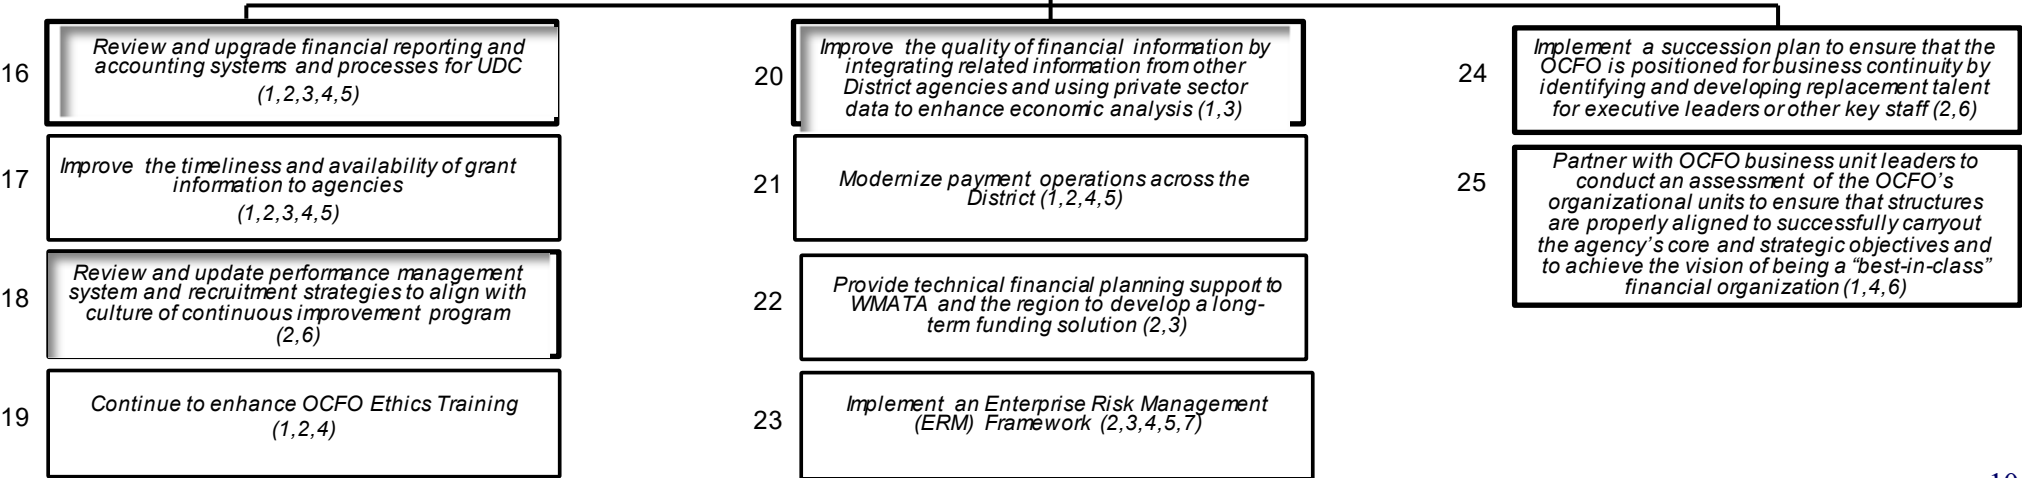 16
Review and upgrade financial reporting and
accounting systems and processes for UDC
(1,2,3,4,5)
17
Improve the timeliness and availability of grant
information to agencies
(1,2,3,4,5)
18
Review and update performance management
system and recruitment strategies to align with
culture of continuous improvement program
(2,6)
19
Continue to enhance OCFO Ethics Training
(1,2,4)
20
Improve the quality of financial information by
integrating related information from other
District agencies and using private sector
data to enhance economic analysis (1,3)
21
Modernize payment operations across the
District (1,2,4,5)
22
Provide technical financial planning support to
WMATA and the region to develop a long-
term funding solution (2,3)
23
Implement an Enterprise Risk Management
(ERM) Framework (2,3,4,5,7)
24
Implement a succession plan to ensure that the
OCFO is positioned for business continuity by
identifying and developing replacement talent
for executive leaders or other key staff (2,6)
25
Partner with OCFO business unit leaders to
conduct an assessment of the OCFO’s
organizational units to ensure that structures
are properly aligned to successfully carryout
the agency’s core and strategic objectives and
to achieve the vision of being a “best-in-class”
financial organization (1,4,6)